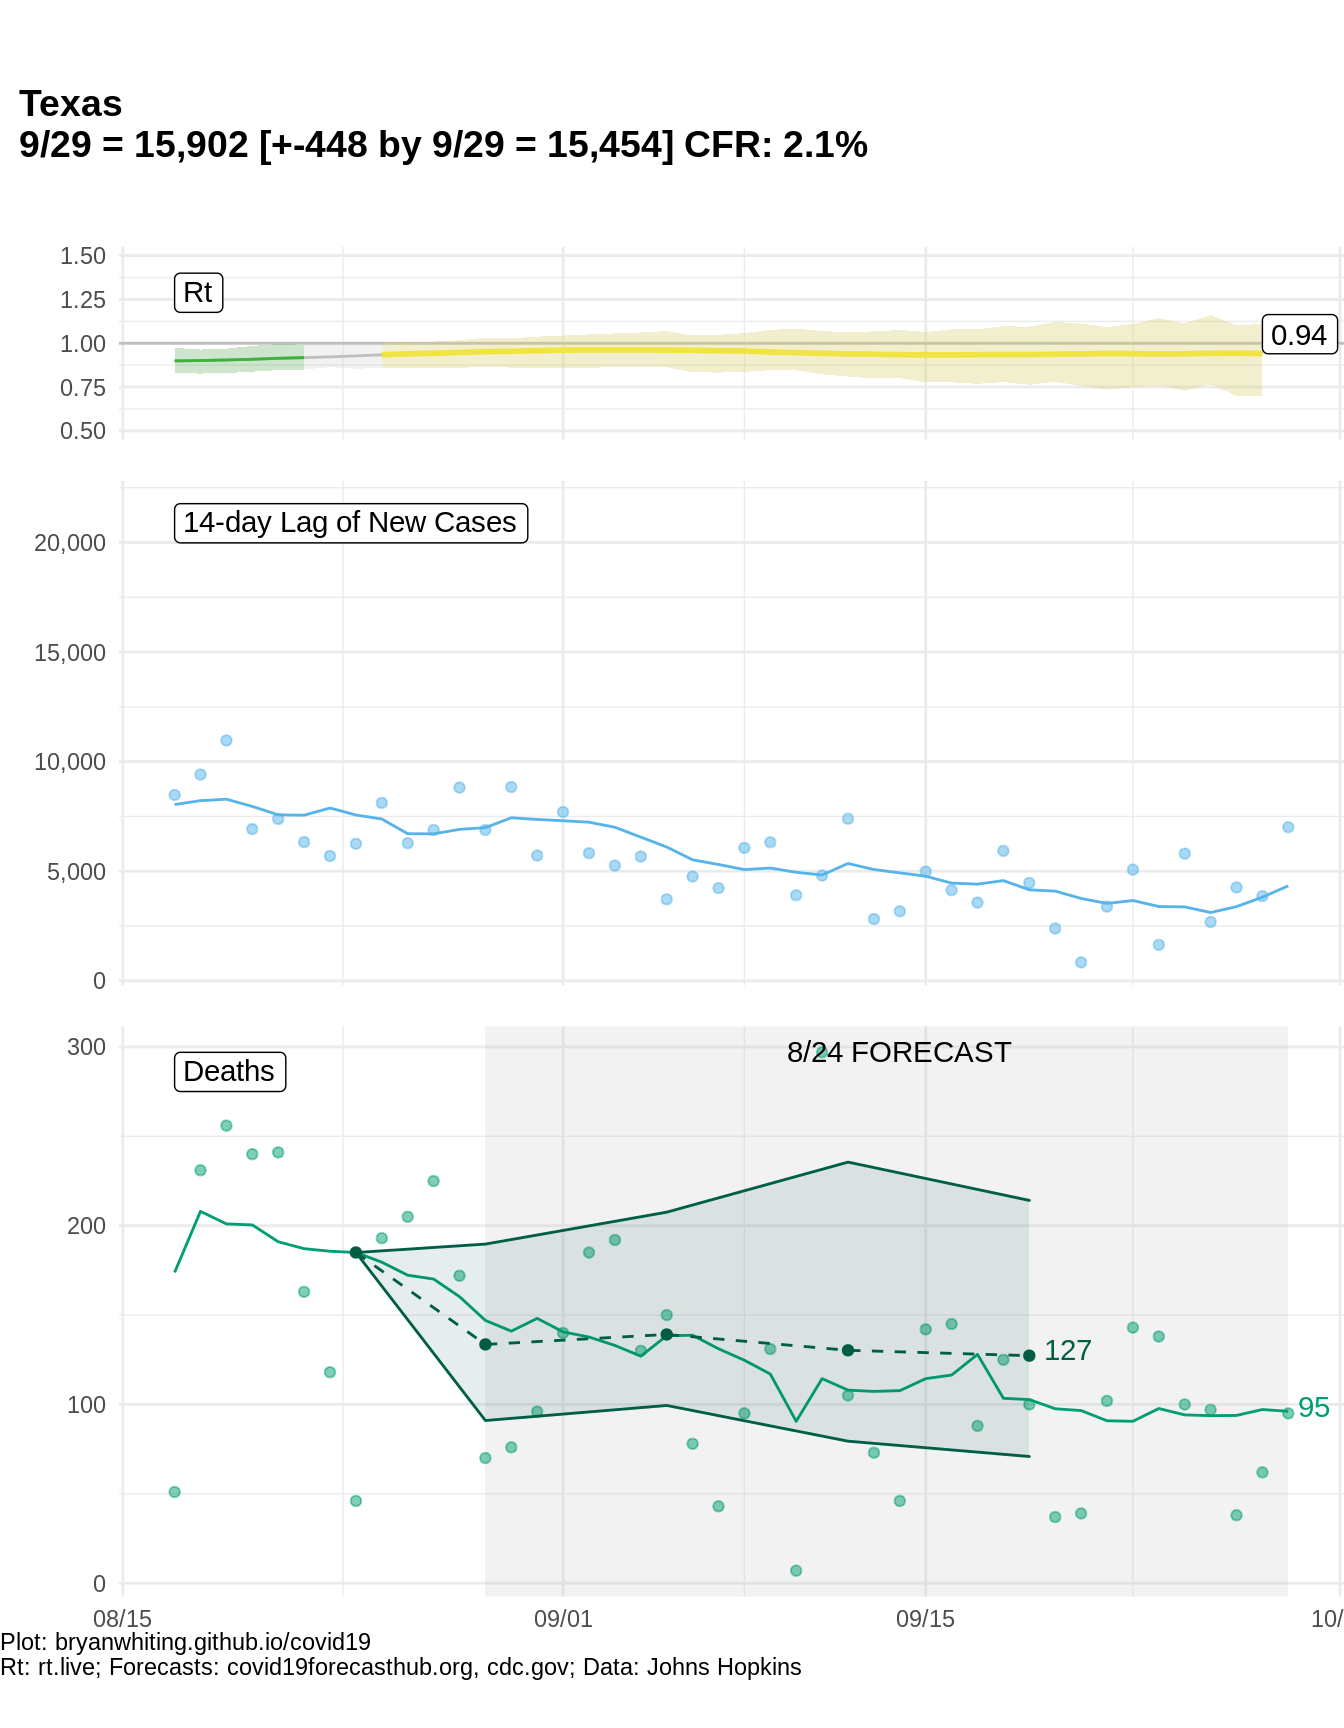 Texas
9/29 = 15,902 [+-448 by 9/29 = 15,454] CFR: 2.1%
1.50
1.25
1.00
0.75
0.50
Rt
0.94
14-day Lag of New Cases
20,000
15,000
10,000
5,000
0
300
200
100
0
Deaths
8/24 FORECAST
127
95
08/15
09/01
09/15
10/
Plot: bryanwhiting.github.io/covid19
Rt: rt.live; Forecasts: covid19forecasthub.org, cdc.gov; Data: Johns Hopkins